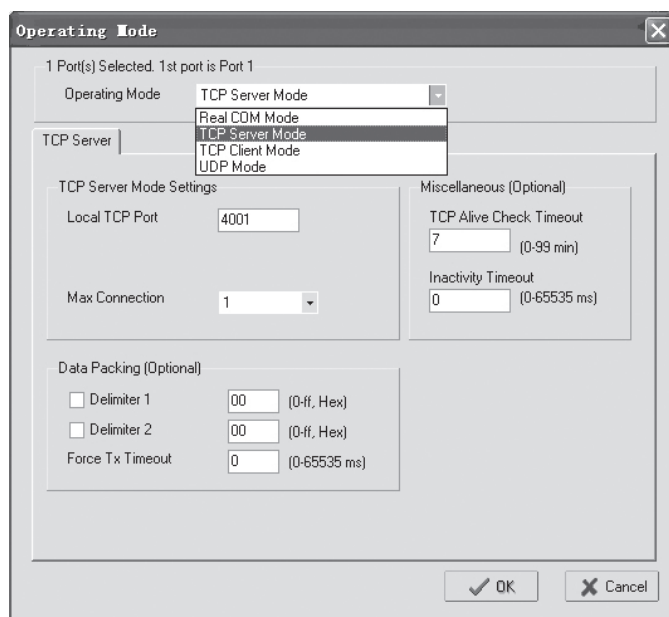 Operating Mode
1 Port(s) Selected. 1st port is Port 1
Operating Mode
TCP Server Mode
Real COM Mode
TCP Server Mode
TCP Client Mode
UDP Mode
TCP Server
TCP Server Mode Settings
Local TCP Port
4001
Max Connection
1
Miscellaneous (Optional)
TCP Alive Check Timeout
7
(0-99 min)
Inactivity Timeout
0
(0-65535 ms)
Data Packing (Optional)
Delimiter 1
00
(0-ff, Hex)
Delimiter 2
00
(0-ff, Hex)
Force Tx Timeout
0
(0-65535 ms)
OK
Cancel